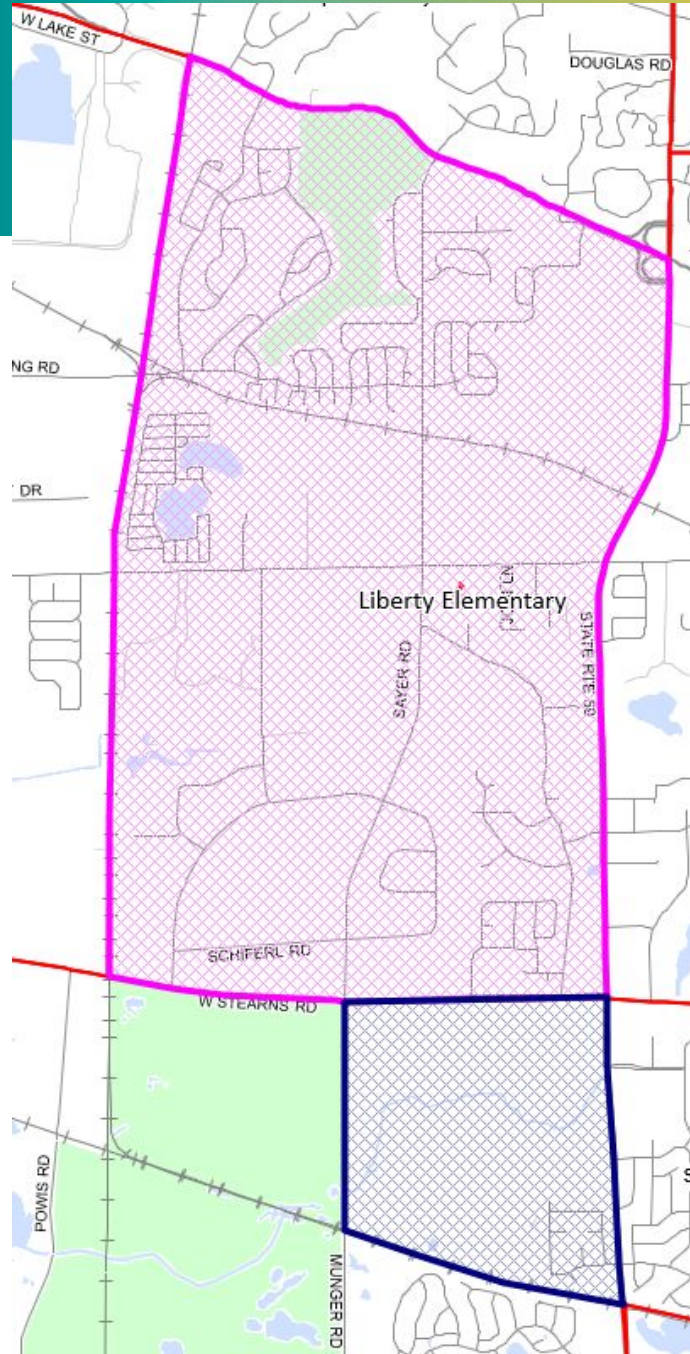 W LAKE ST
DOUGLAS RD
NG RD
DR
Liberty Elementary
LN
STATE RTE 59
SAYER RD
SCHIFERL RD
W STEARNS RD
POWIS RD
MUNGER RD
S